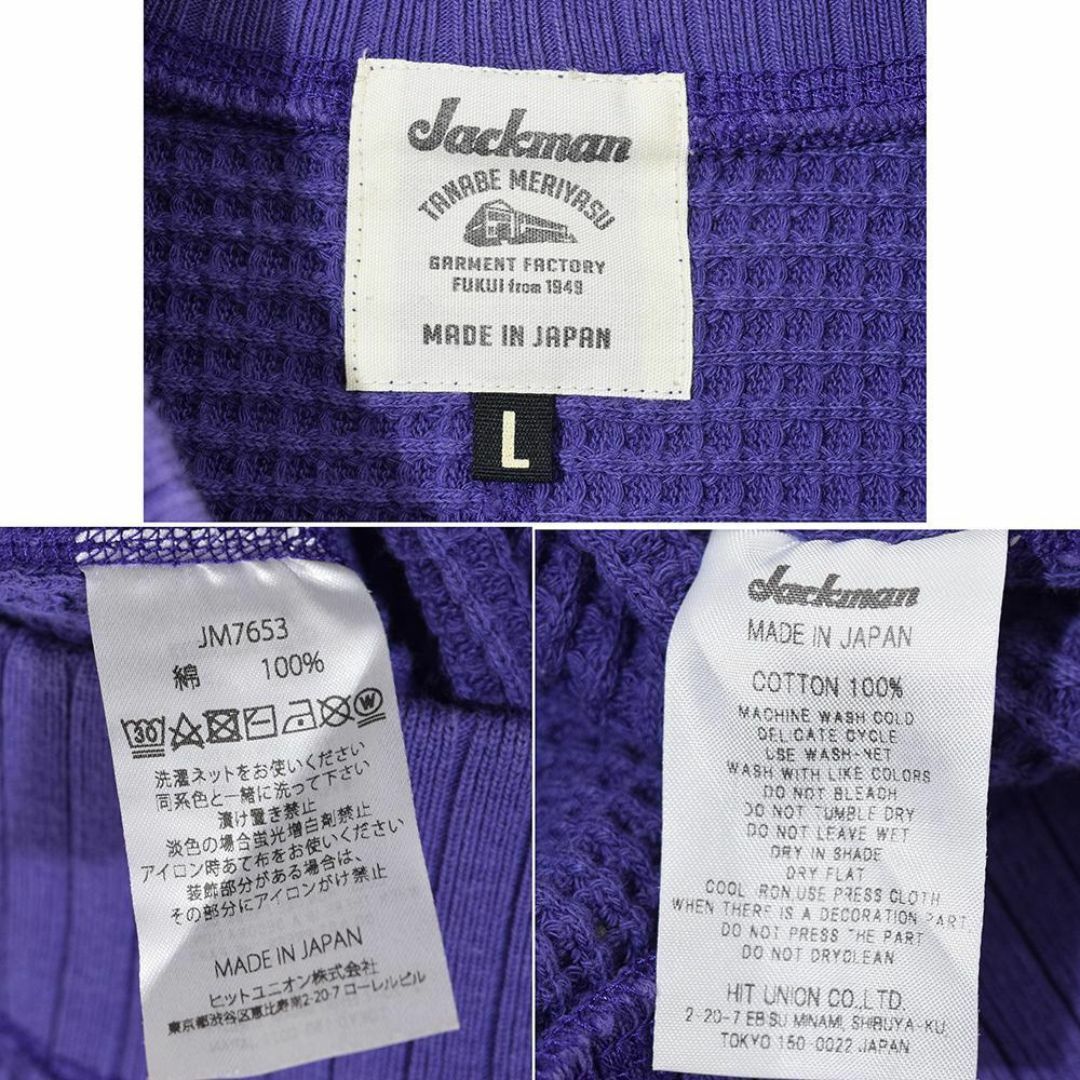 Jackman
TANABE MERIYASU
GARMENT FACTORY
FUKUI from 1949
MADE IN JAPAN
L
JM7653
綿 100%
30 W
洗濯ネットをお使いください
同系色と一緒に洗って下さい
漬け置き禁止
淡色の場合蛍光増白剤禁止
アイロン時あて布をお使いください
装飾部分がある場合は、
その部分にアイロンがけ禁止
MADE IN JAPAN
ヒットユニオン株式会社
東京都渋谷区恵比寿南2-20-7 ローレルビル
Jackman
MADE IN JAPAN
COTTON 100%
MACHINE WASH COLD
DELICATE CYCLE
USE WASH-NET
WASH WITH LIKE COLORS
DO NOT BLEACH
DO NOT TUMBLE DRY
DO NOT LEAVE WET
DRY IN SHADE
DRY FLAT
COOL IRON USE PRESS CLOTH
WHEN THERE IS A DECORATION PART,
DO NOT PRESS THE PART
DO NOT DRYCLEAN
HIT UNION CO.,LTD.
2-20-7 EBISU MINAMI, SHIBUYA-KU,
TOKYO 150-0022 JAPAN